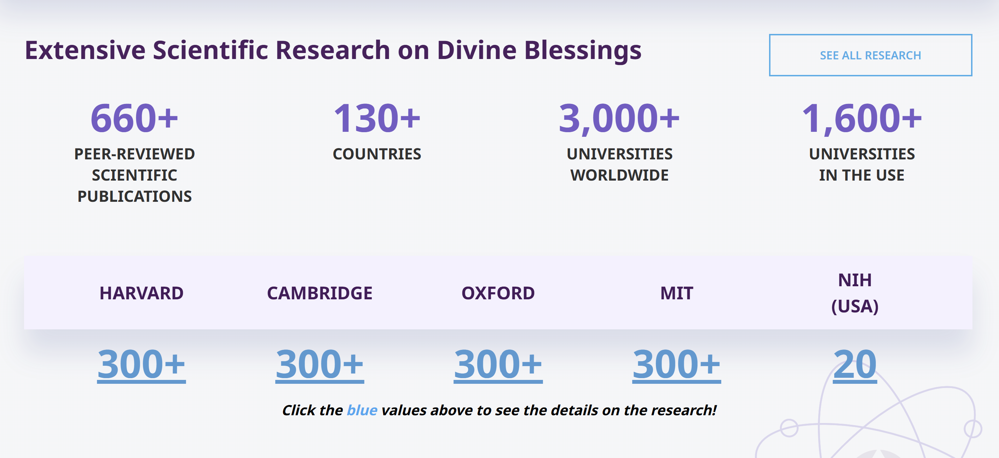 Extensive Scientific Research on Divine Blessings
SEE ALL RESEARCH
660+
PEER-REVIEWED
SCIENTIFIC
PUBLICATIONS
130+
COUNTRIES
3,000+
UNIVERSITIES
WORLDWIDE
1,600+
UNIVERSITIES
IN THE USE
HARVARD
CAMBRIDGE
OXFORD
MIT
NIH
(USA)
300+
300+
300+
300+
20
Click the blue values above to see the details on the research!